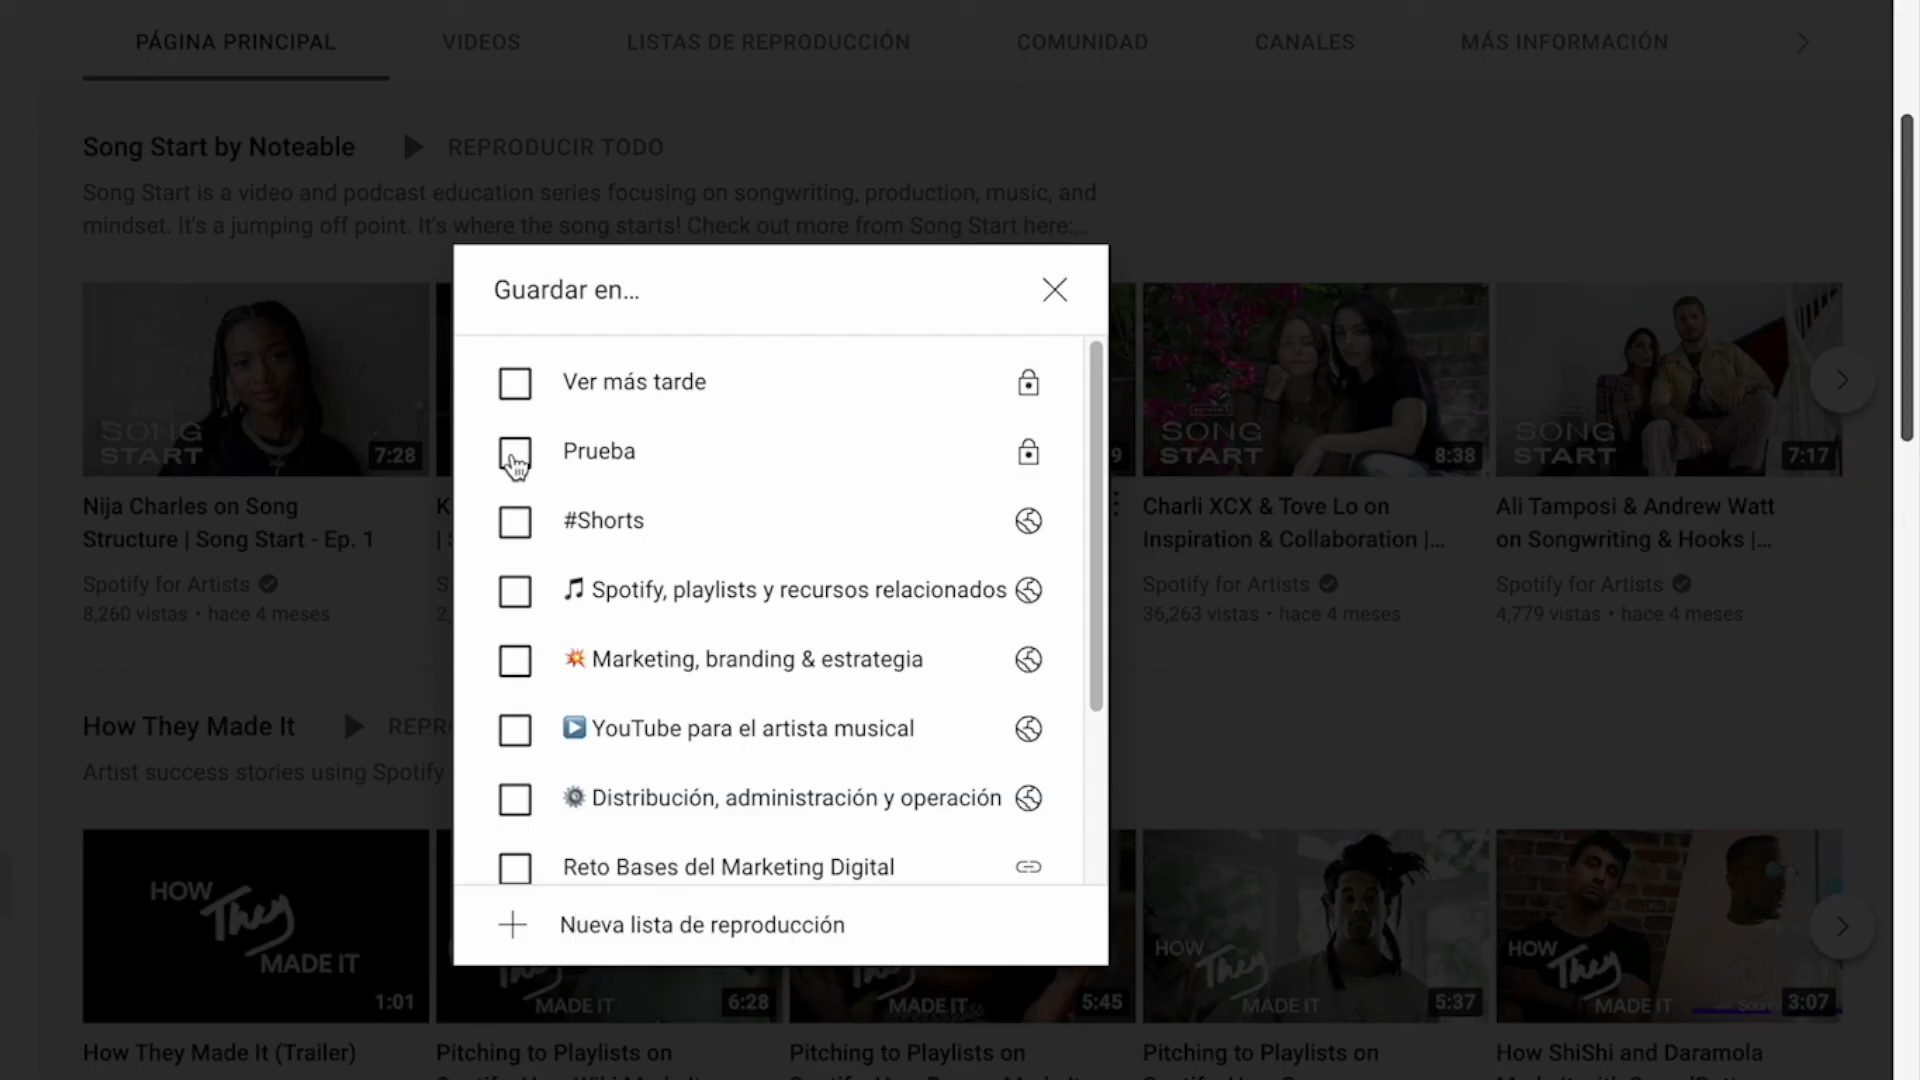 PÁGINA PRINCIPAL
VIDEOS
LISTAS DE REPRODUCCIÓN
COMUNIDAD
CANALES
MÁS INFORMACIÓN
Song Start by Noteable
REPRODUCIR TODO
Song Start is a video and podcast education series focusing on songwriting, production, music, and
mindset. It's a jumping off point. It's where the song starts! Check out more from Song Start here:...
Guardar en...
Ver más tarde
Prueba
#Shorts
🎵 Spotify, playlists y recursos relacionados
💥 Marketing, branding & estrategia
▶️ YouTube para el artista musical
⚙️ Distribución, administración y operación
Reto Bases del Marketing Digital
Nueva lista de reproducción
SONG
START
7:28
Nija Charles on Song
Structure | Song Start - Ep. 1
Spotify for Artists
8,260 vistas • hace 4 meses
SONG
START
8:38
Charli XCX & Tove Lo on
Inspiration & Collaboration |...
Spotify for Artists
36,263 vistas • hace 4 meses
SONG
START
7:17
Ali Tamposi & Andrew Watt
on Songwriting & Hooks |...
Spotify for Artists
4,779 vistas • hace 4 meses
How They Made It
Artist success stories using Spotify
HOW
They
MADE IT
1:01
How They Made It (Trailer)
They
MADE IT
6:28
Pitching to Playlists on
They
MADE IT
5:45
Pitching to Playlists on
HOW
They
MADE IT
5:37
Pitching to Playlists on
HOW
They
MADE IT
3:07
How ShiShi and Daramola